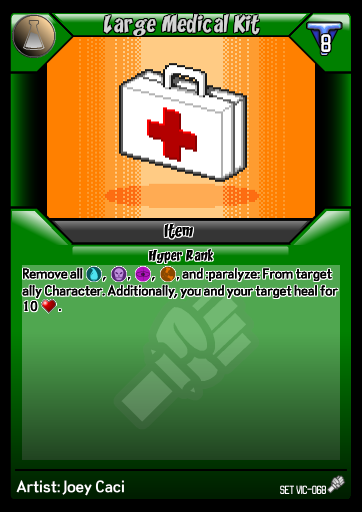 Large Medical Kit
8
Item
Hyper Rank
Remove all , , , , and :paralyze: From target
ally Character. Additionally, you and your target heal for
10 .
Artist: Joey Caci
SET VIC-068